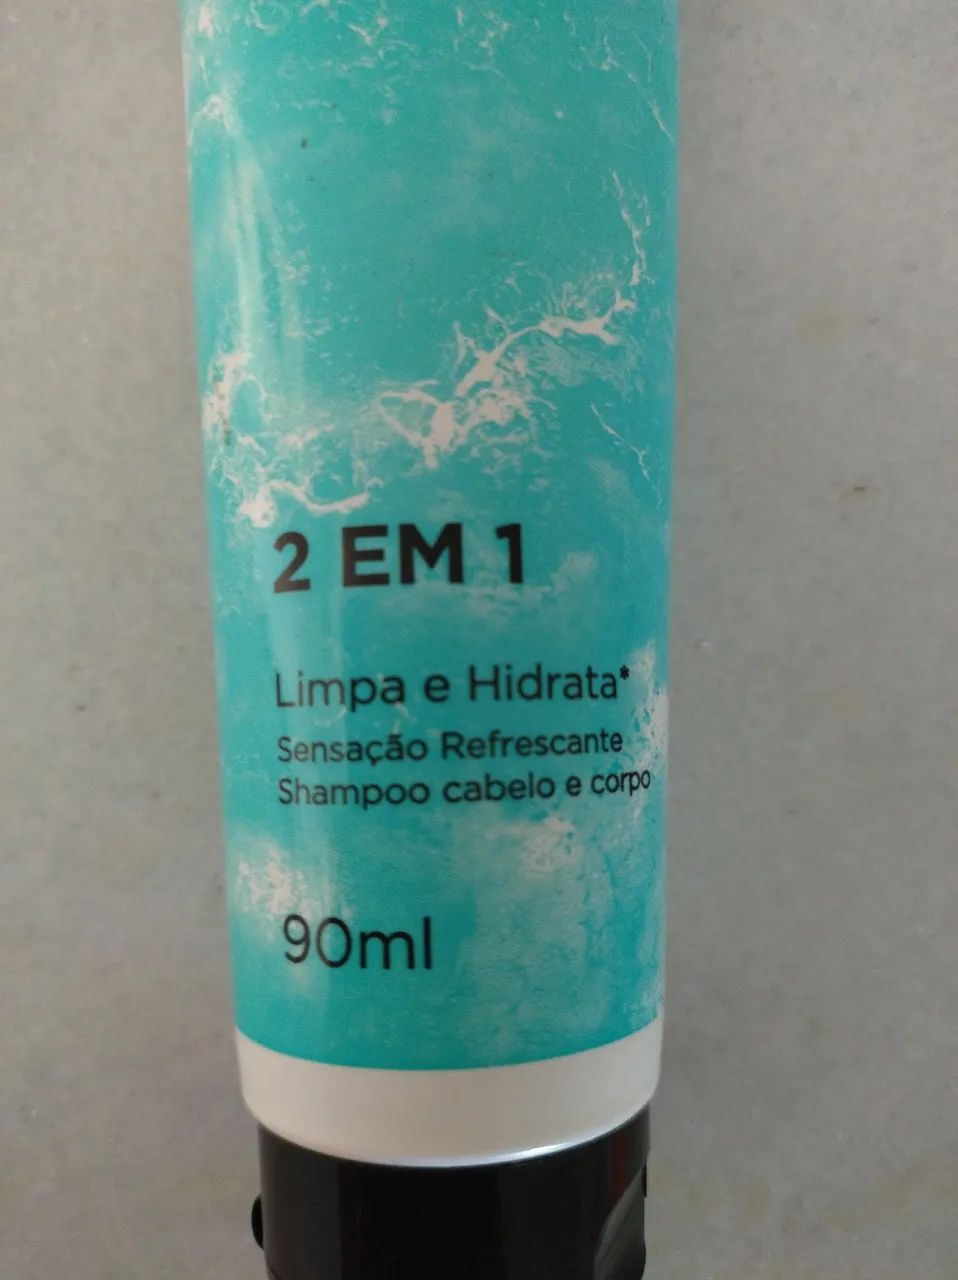 2 EM 1
Limpa e Hidrata*
Sensação Refrescante
Shampoo cabelo e corpo
90ml